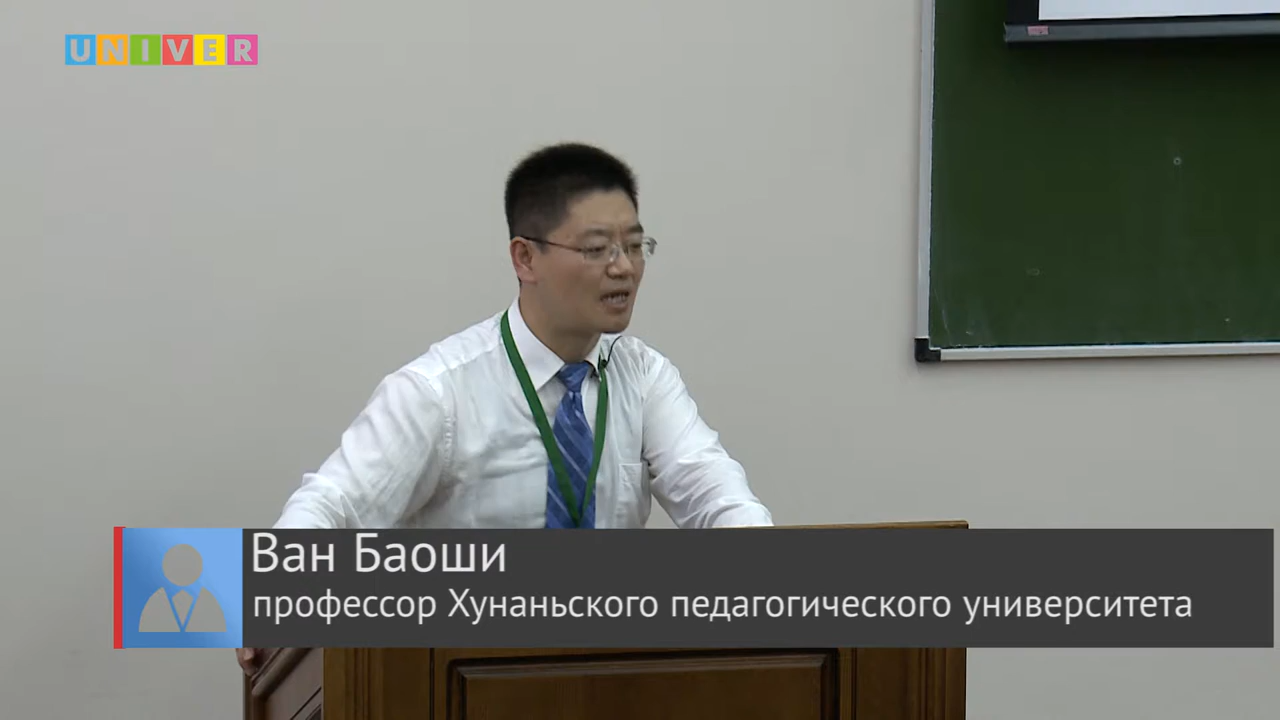 UNIVER
Ван Баоши
профессор Хунаньского педагогического университета